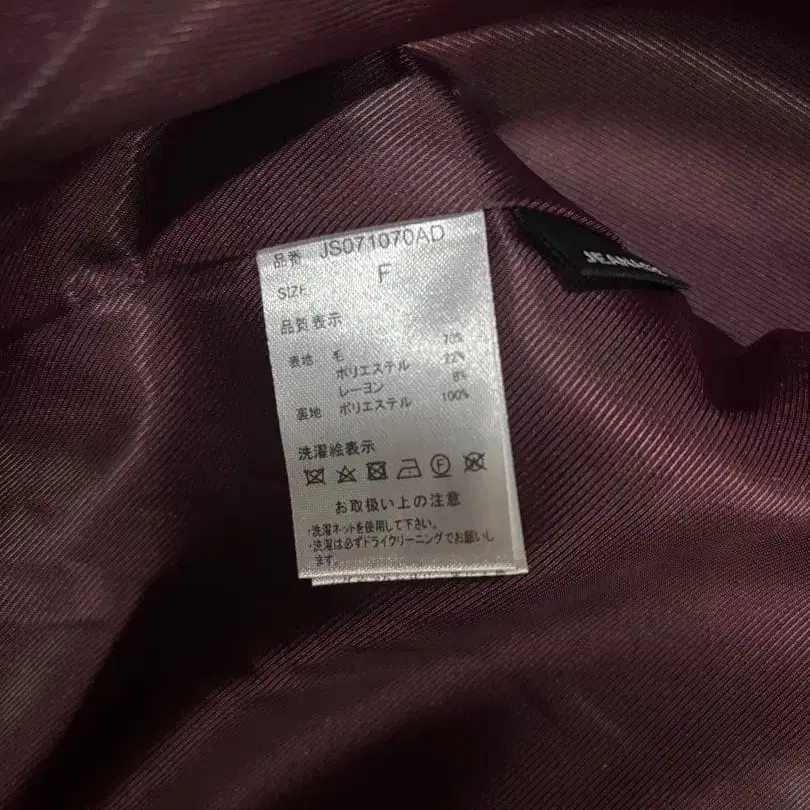 品番 JS071070AD
SIZE F
品質表示
表地 毛 70%
ポリエステル 22%
レーヨン 8%
裏地 ポリエステル 100%
洗濯絵表示
お取扱い上の注意
・洗濯ネットを使用して下さい。
・洗濯は必ずドライクリーニングでお願いし
ます。